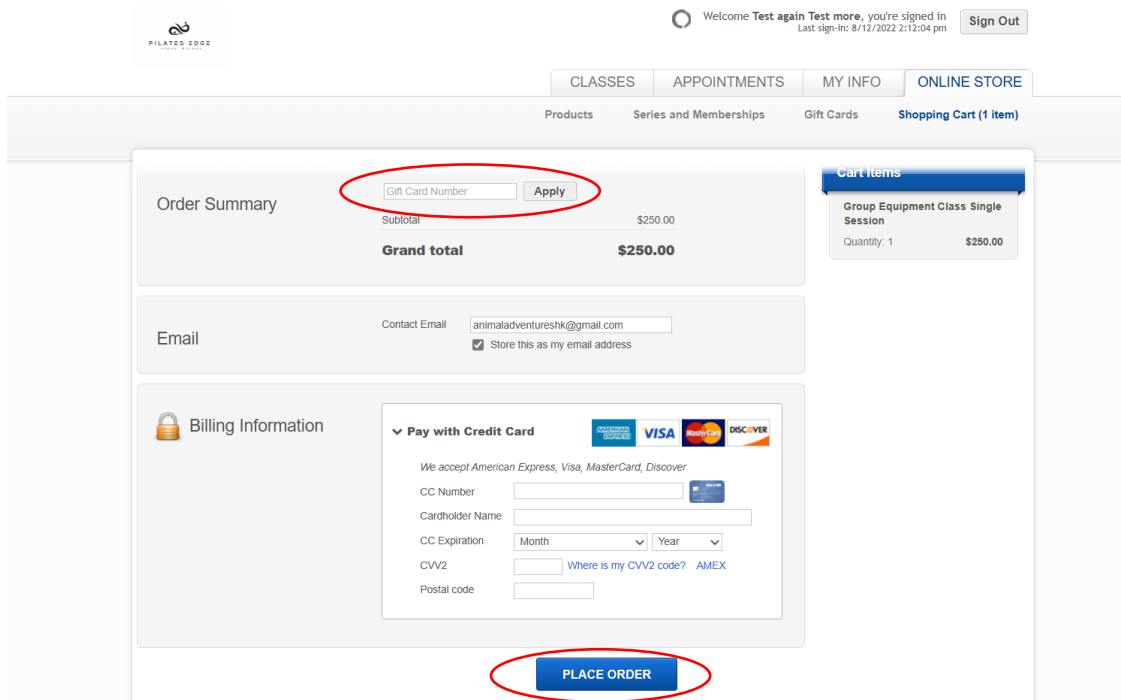 PILATES EDGE
Welcome Test again Test more, you're signed in
Last sign-in: 8/12/2022 2:12:04 pm
Sign Out
CLASSES APPOINTMENTS MY INFO ONLINE STORE
Products Series and Memberships Gift Cards Shopping Cart (1 item)
Order Summary
Gift Card Number Apply
Subtotal $250.00
Grand total $250.00
Cart Items
Group Equipment Class Single
Session
Quantity: 1 $250.00
Email
Contact Email animaladventureshk@gmail.com
Store this as my email address
Billing Information
Pay with Credit Card
AMERICAN EXPRESS VISA MasterCard DISCOVER
We accept American Express, Visa, MasterCard, Discover
CC Number
Cardholder Name
CC Expiration Month Year
CVV2 Where is my CVV2 code? AMEX
Postal code
PLACE ORDER